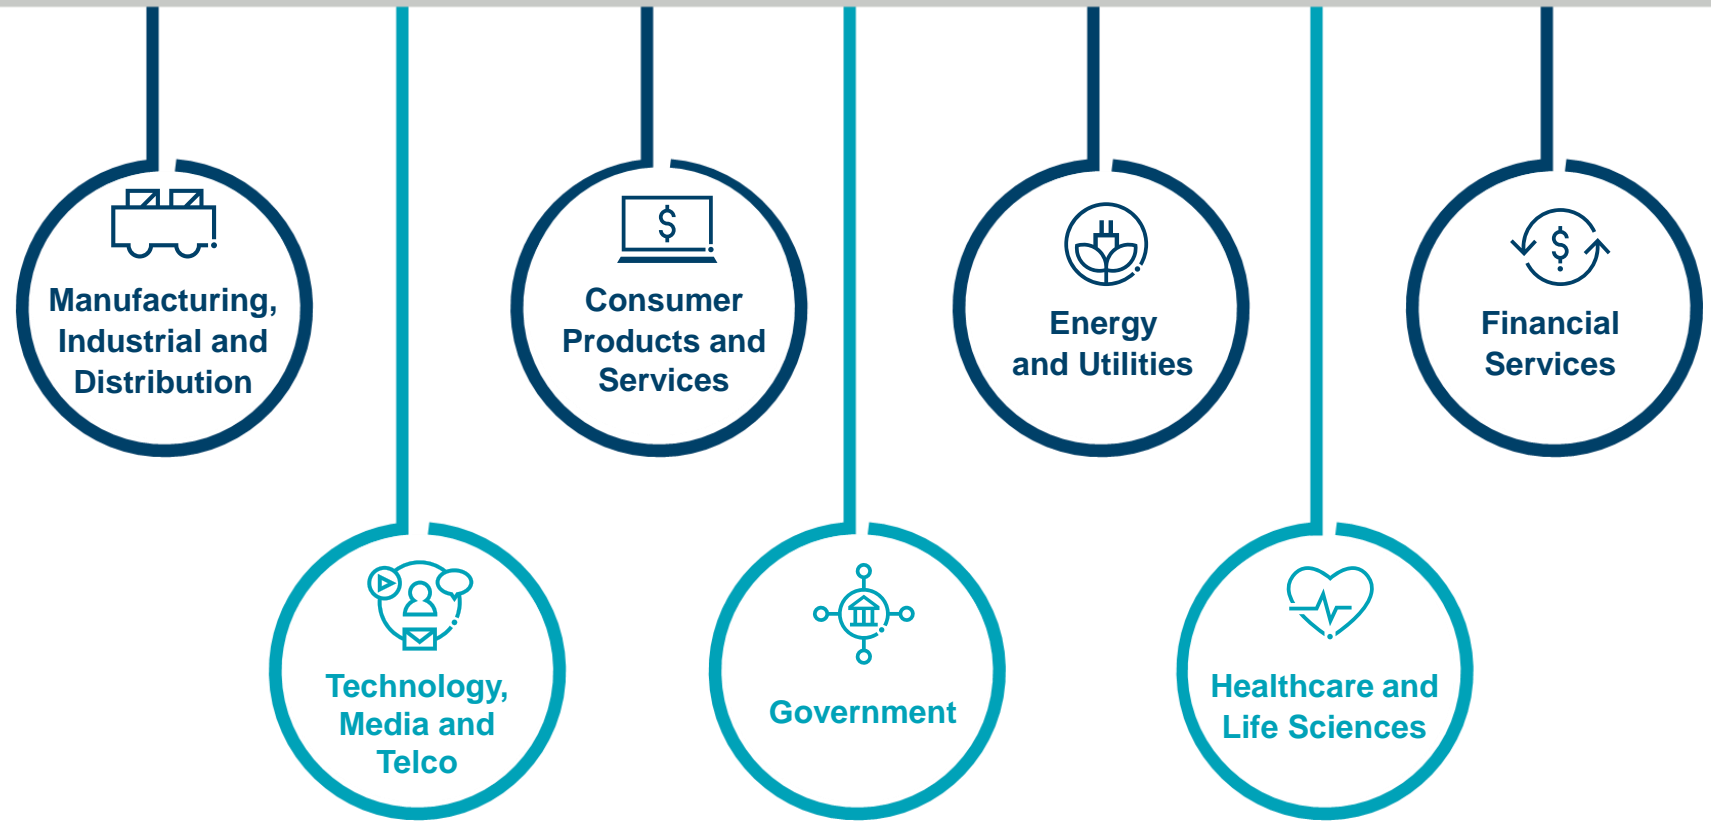 Manufacturing,
Industrial and
Distribution
Consumer
Products and
Services
Energy
and Utilities
Financial
Services
Technology,
Media and
Telco
Government
Healthcare and
Life Sciences